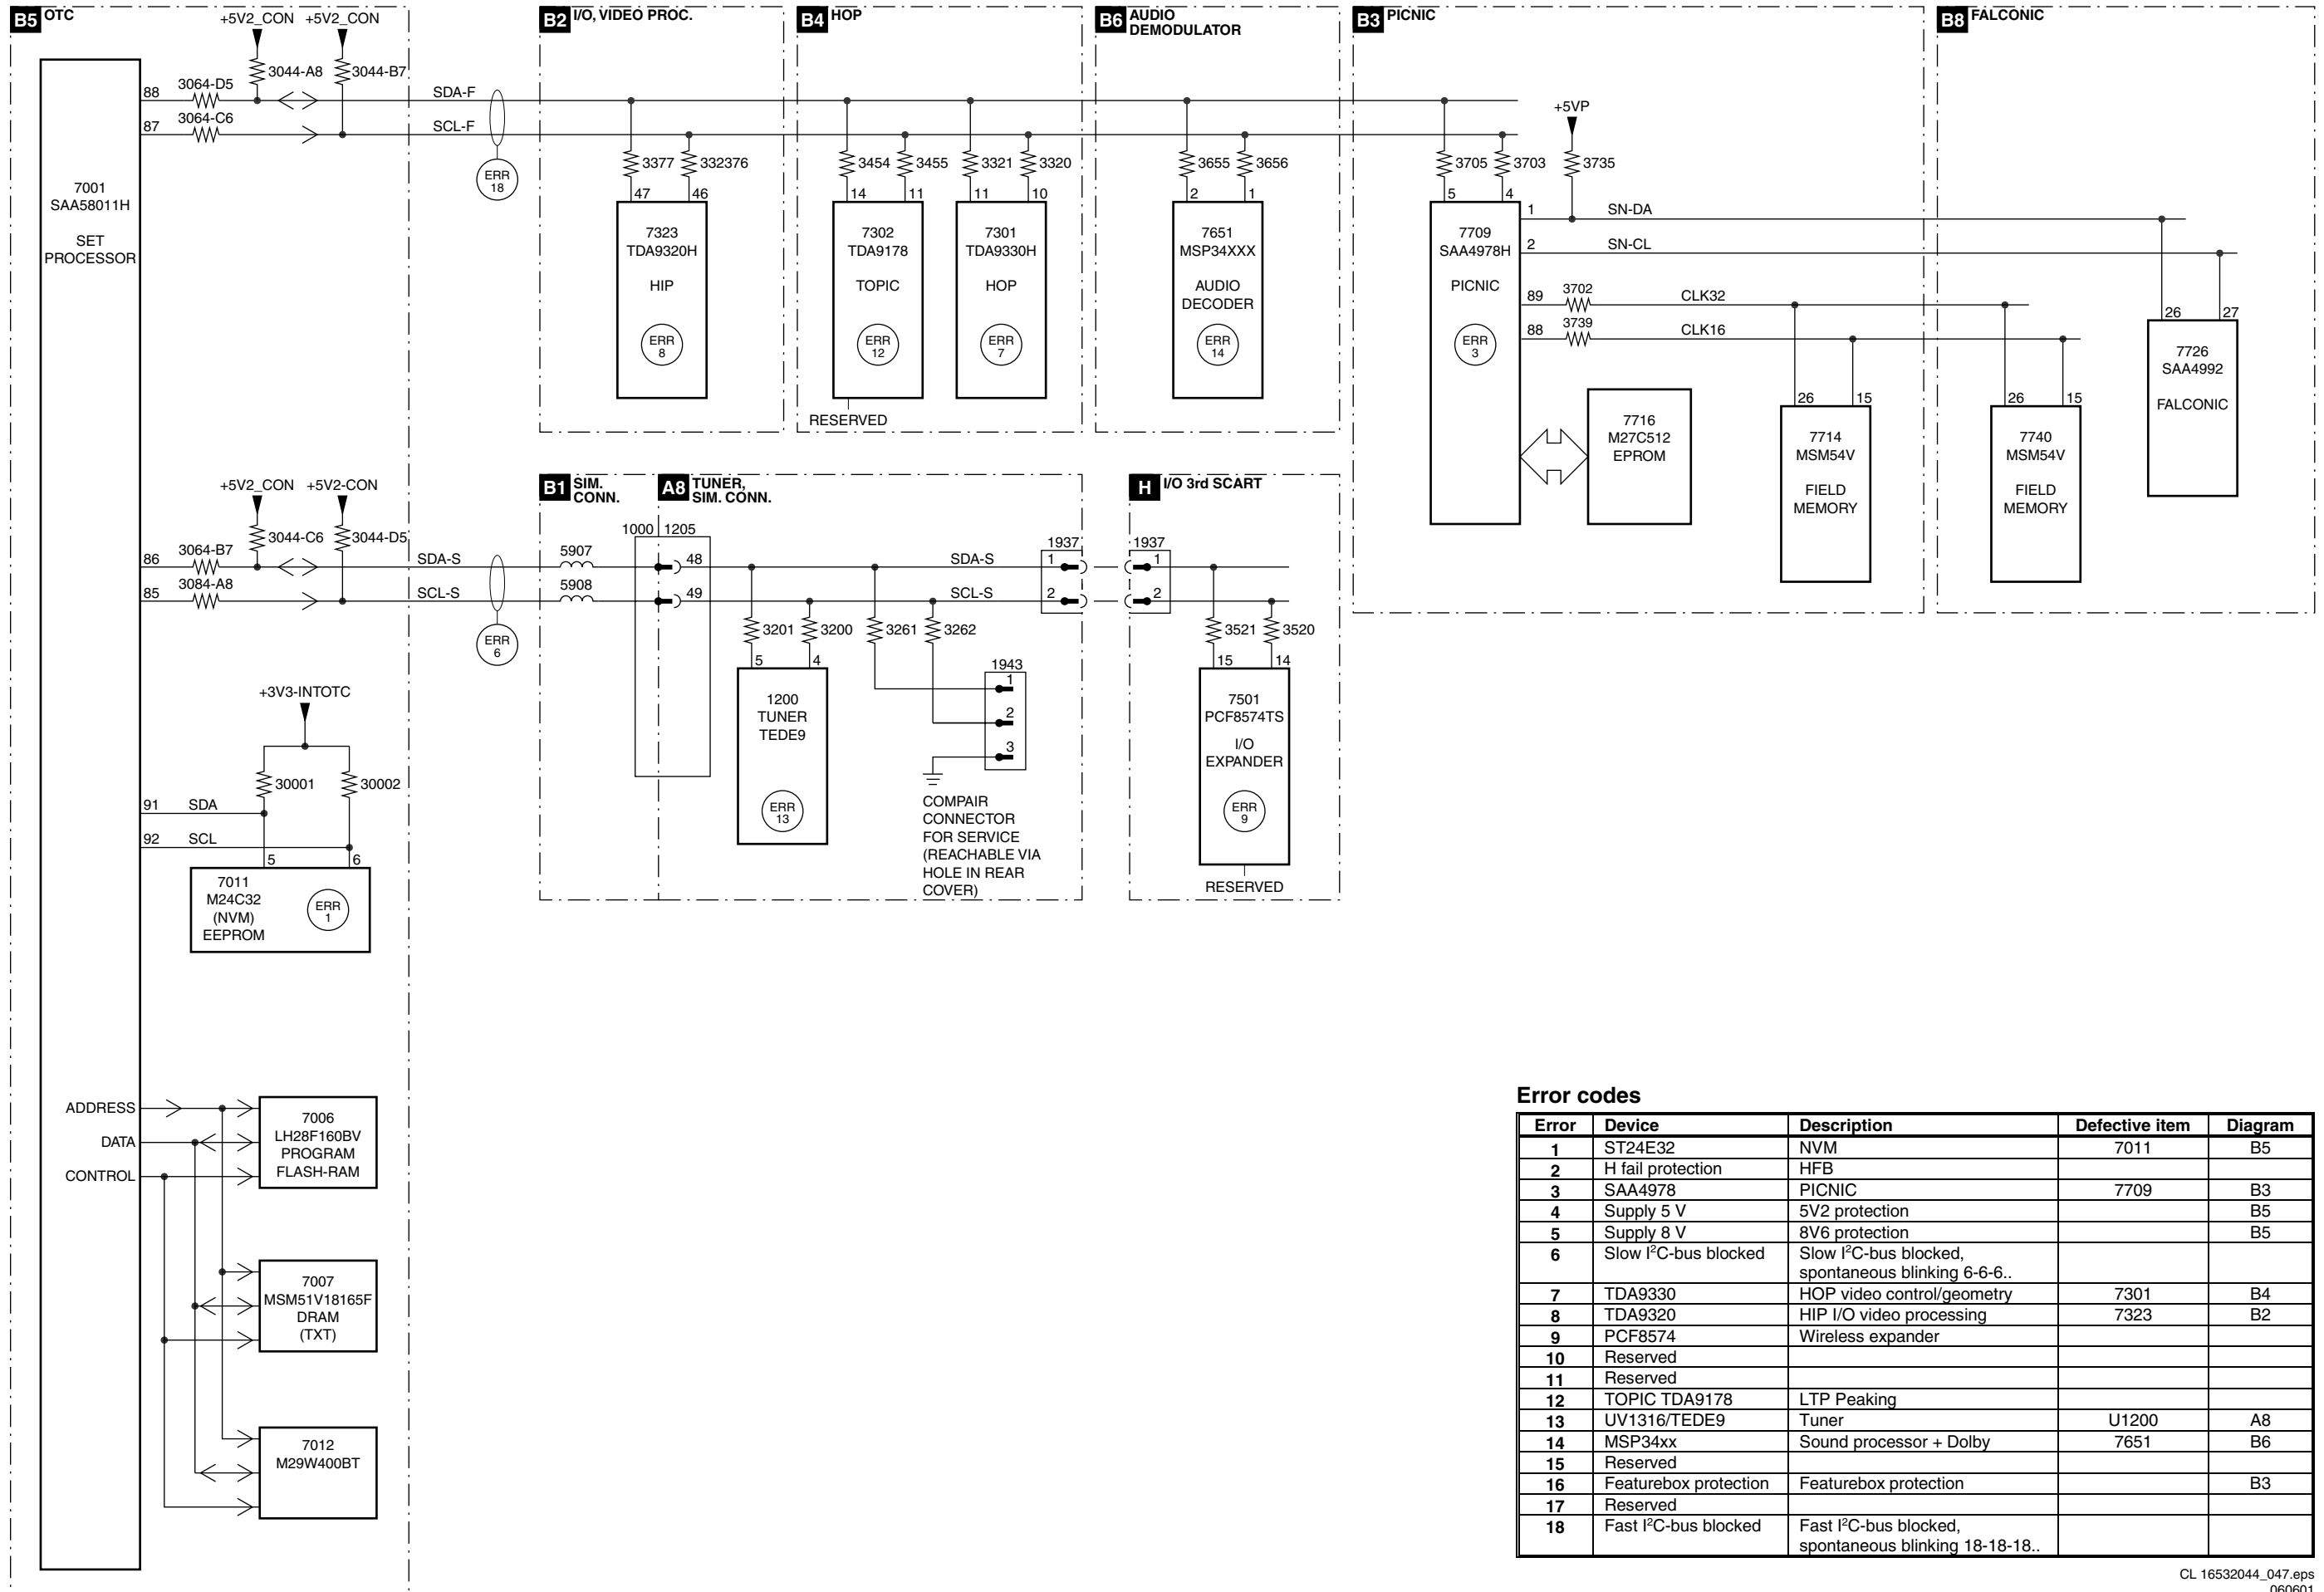 B5 OTC
+5V2_CON +5V2_CON
3044-A8 3044-B7
88 3064-D5
87 3064-C6
SDA-F
SCL-F
ERR
18
7001
SAA58011H
SET
PROCESSOR
B2 I/O, VIDEO PROC.
3377 332376
47 46
7323
TDA9320H
HIP
ERR
8
B4 HOP
3454 3455 3321 3320
14 11 11 10
7302
TDA9178
TOPIC
ERR
12
RESERVED
7301
TDA9330H
HOP
ERR
7
B6 AUDIO
DEMODULATOR
3655 3656
2 1
7651
MSP34XXX
AUDIO
DECODER
ERR
14
B3 PICNIC
+5VP
3705 3703 3735
5 4
7709
SAA4978H
PICNIC
ERR
3
1 SN-DA
2 SN-CL
89 3702 CLK32
88 3739 CLK16
7716
M27C512
EPROM
26 15
7714
MSM54V
FIELD
MEMORY
B8 FALCONIC
26 15
7740
MSM54V
FIELD
MEMORY
26 27
7726
SAA4992
FALCONIC
+5V2_CON +5V2-CON
3044-C6 3044-D5
86 3064-B7
85 3084-A8
SDA-S
SCL-S
ERR
6
B1 SIM.
CONN.
5907
5908
A8 TUNER,
SIM. CONN.
1000 1205
48
49
SDA-S
SCL-S
3201 3200 3261 3262
5 4
1200
TUNER
TEDE9
ERR
13
1943
1
2
3
COMPAIR
CONNECTOR
FOR SERVICE
(REACHABLE VIA
HOLE IN REAR
COVER)
1937
1
2
H I/O 3rd SCART
1937
1
2
3521 3520
15 14
7501
PCF8574TS
I/O
EXPANDER
ERR
9
RESERVED
+3V3-INTOTC
30001 30002
91 SDA
92 SCL
5 6
7011
M24C32
(NVM)
EEPROM
ERR
1
ADDRESS
DATA
CONTROL
7006
LH28F160BV
PROGRAM
FLASH-RAM
7007
MSM51V18165F
DRAM
(TXT)
7012
M29W400BT
Error codes
Error Device Description Defective item Diagram
1 ST24E32 NVM 7011 B5
2 H fail protection HFB
3 SAA4978 PICNIC 7709 B3
4 Supply 5 V 5V2 protection B5
5 Supply 8 V 8V6 protection B5
6 Slow I²C-bus blocked Slow I²C-bus blocked,
spontaneous blinking 6-6-6..
7 TDA9330 HOP video control/geometry 7301 B4
8 TDA9320 HIP I/O video processing 7323 B2
9 PCF8574 Wireless expander
10 Reserved
11 Reserved
12 TOPIC TDA9178 LTP Peaking
13 UV1316/TEDE9 Tuner U1200 A8
14 MSP34xx Sound processor + Dolby 7651 B6
15 Reserved
16 Featurebox protection Featurebox protection B3
17 Reserved
18 Fast I²C-bus blocked Fast I²C-bus blocked,
spontaneous blinking 18-18-18..
CL 16532044_047.eps
060601